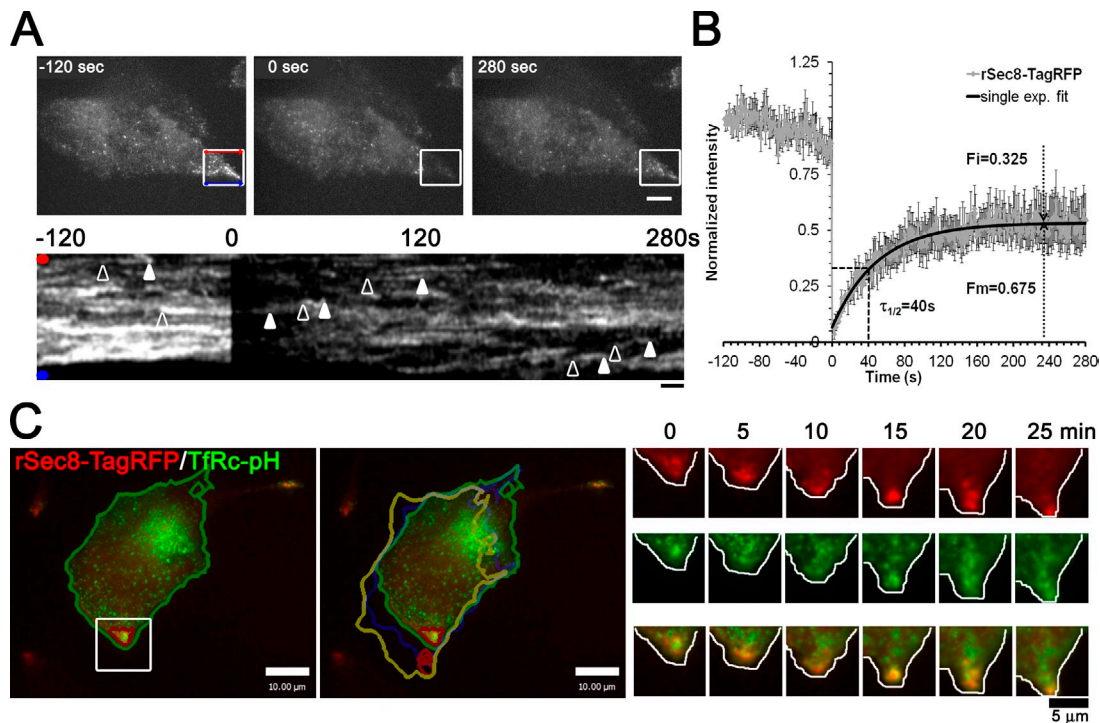 A
-120 sec
0 sec
280 sec
-120 0 120 280s
B
1.25
1
0.75
0.5
0.25
0
Normalized intensity
rSec8-TagRFP
single exp. fit
Fi=0.325
Fm=0.675
τ1/2=40s
-120 -80 -40 0 40 80 120 160 200 240 280
Time (s)
C
rSec8-TagRFP/TfRc-pH
10.00 µm
10.00 µm
0 5 10 15 20 25 min
5 µm